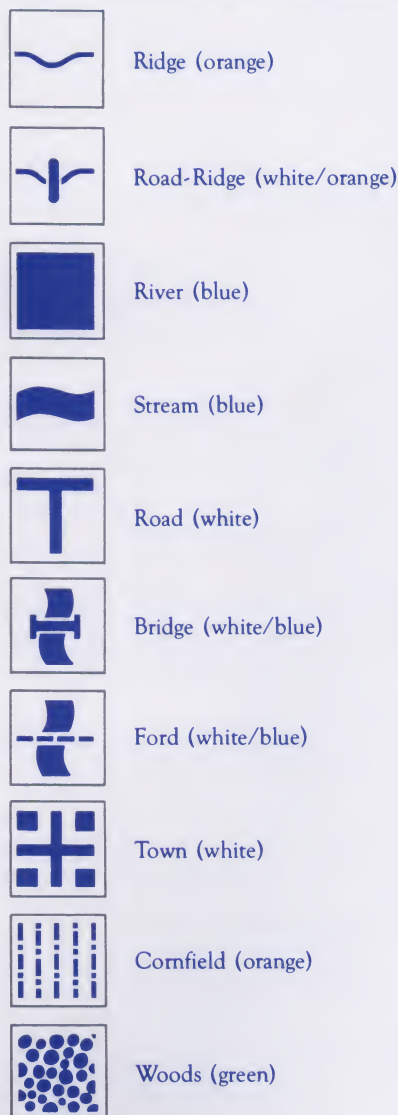 Ridge (orange)
Road-Ridge (white/orange)
River (blue)
Stream (blue)
Road (white)
Bridge (white/blue)
Ford (white/blue)
Town (white)
Cornfield (orange)
Woods (green)